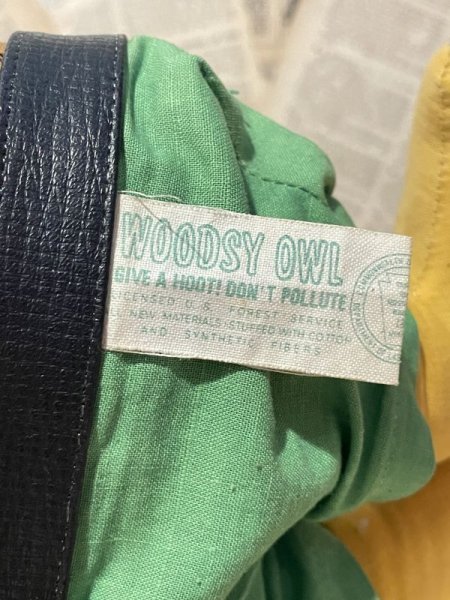 WOODSY OWL
GIVE A HOOT! DON'T POLLUTE
LICENSED U.S. FOREST SERVICE
NEW MATERIALS STUFFED WITH COTTON
AND SYNTHETIC FIBERS